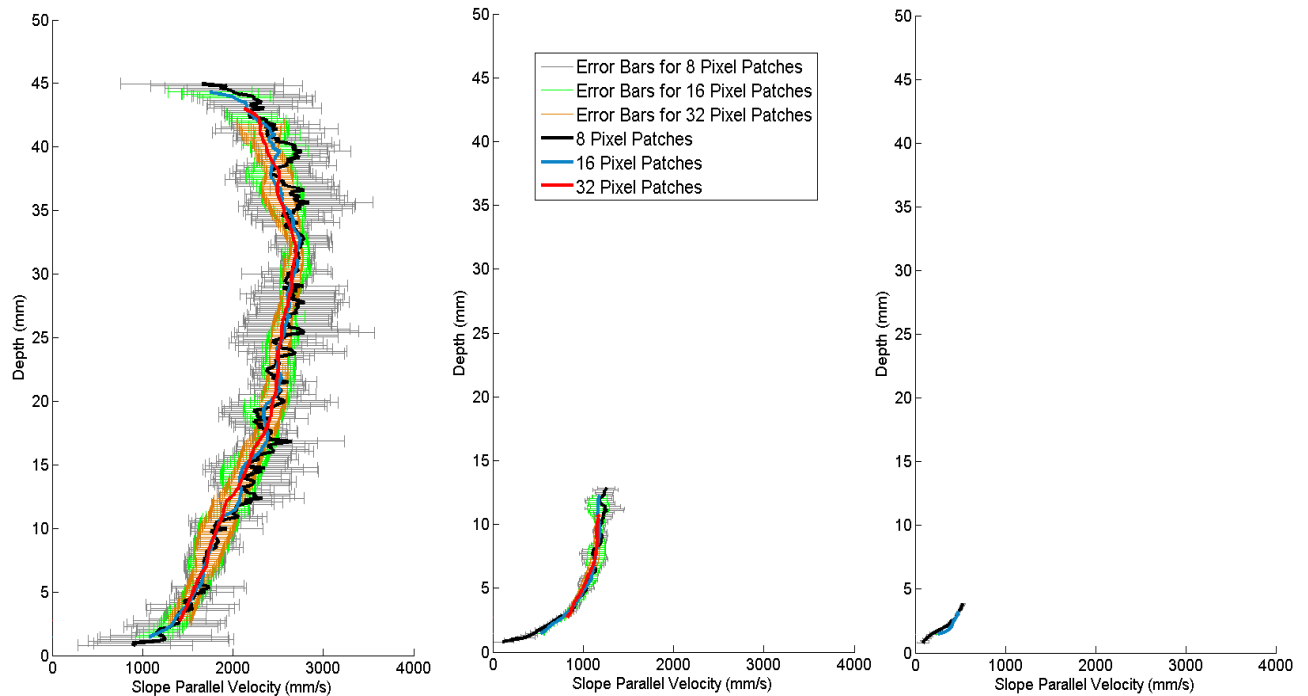 50
45
40
35
30
25
20
15
10
5
0
Depth (mm)
0 1000 2000 3000 4000
Slope Parallel Velocity (mm/s)
50
45
40
35
30
25
20
15
10
5
0
Depth (mm)
0 1000 2000 3000 4000
Slope Parallel Velocity (mm/s)
Error Bars for 8 Pixel Patches
Error Bars for 16 Pixel Patches
Error Bars for 32 Pixel Patches
8 Pixel Patches
16 Pixel Patches
32 Pixel Patches
50
45
40
35
30
25
20
15
10
5
0
Depth (mm)
0 1000 2000 3000 4000
Slope Parallel Velocity (mm/s)